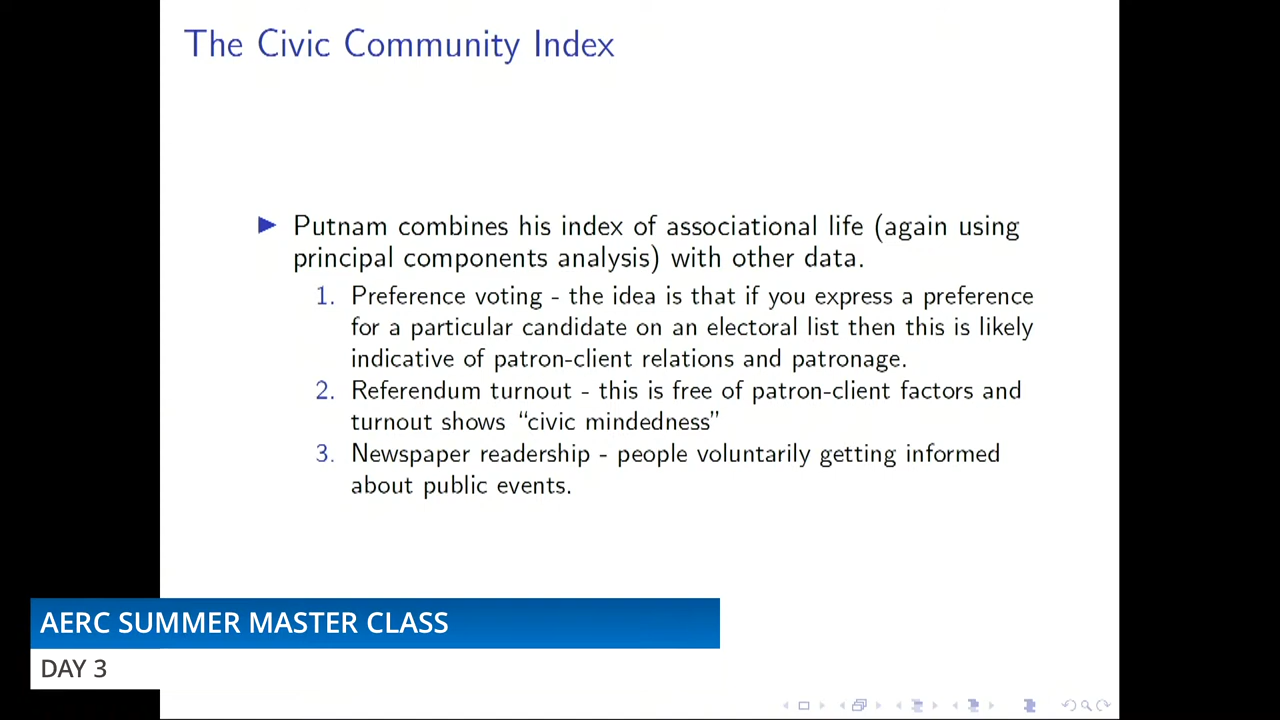 The Civic Community Index
▶ Putnam combines his index of associational life (again using
principal components analysis) with other data.
1. Preference voting - the idea is that if you express a preference
for a particular candidate on an electoral list then this is likely
indicative of patron-client relations and patronage.
2. Referendum turnout - this is free of patron-client factors and
turnout shows “civic mindedness”
3. Newspaper readership - people voluntarily getting informed
about public events.
AERC SUMMER MASTER CLASS
DAY 3